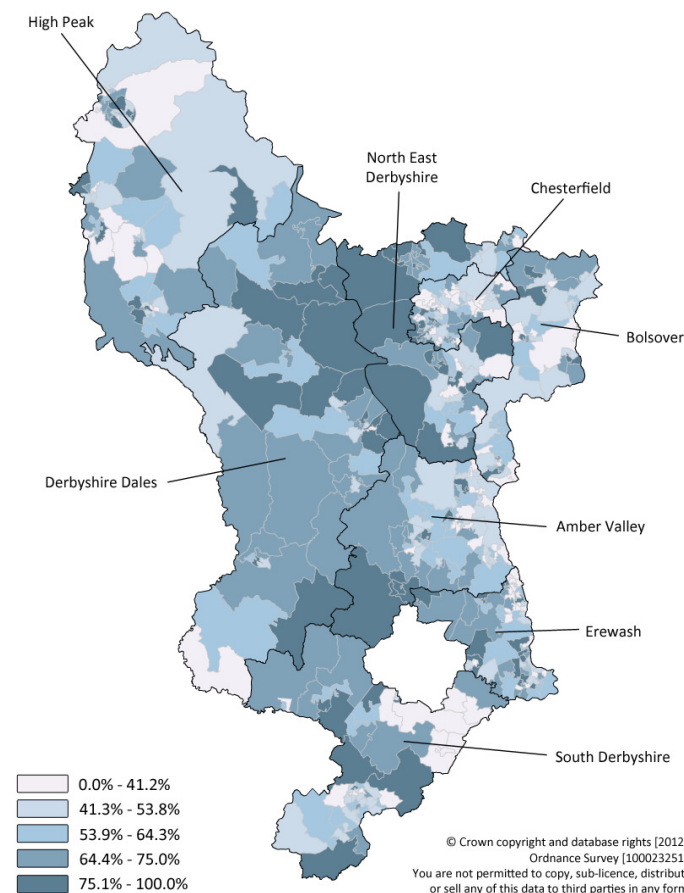 High Peak
North East
Derbyshire
Chesterfield
Bolsover
Derbyshire Dales
Amber Valley
Erewash
South Derbyshire
0.0% - 41.2%
41.3% - 53.8%
53.9% - 64.3%
64.4% - 75.0%
75.1% - 100.0%
© Crown copyright and database rights [2012
Ordnance Survey [100023251
You are not permitted to copy, sub-licence, distribut
or sell any of this data to third parties in any forn